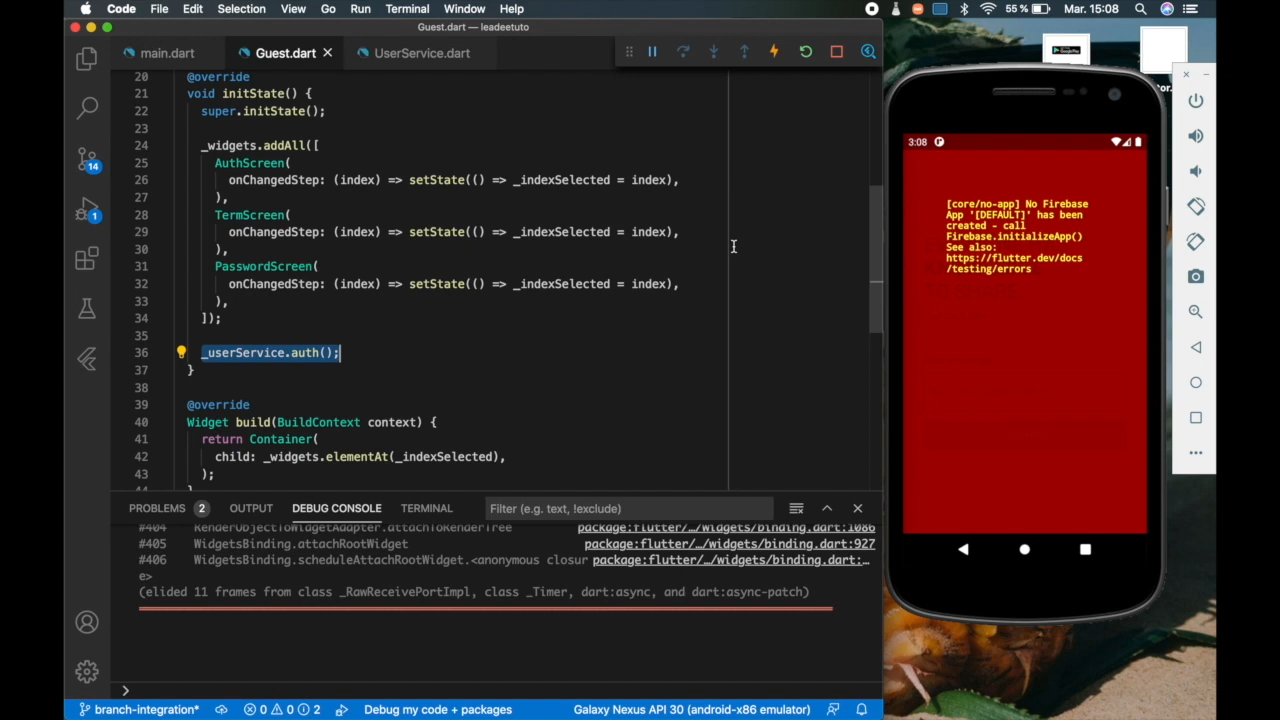 Code File Edit Selection View Go Run Terminal Window Help
55 % Mar. 15:08
Guest.dart — leadeetuto
main.dart Guest.dart UserService.dart
20 @override
21 void initState() {
22 super.initState();
23
24 _widgets.addAll([
25 AuthScreen(
26 onChangedStep: (index) => setState(() => _indexSelected = index),
27 ),
28 TermScreen(
29 onChangedStep: (index) => setState(() => _indexSelected = index),
30 ),
31 PasswordScreen(
32 onChangedStep: (index) => setState(() => _indexSelected = index),
33 ),
34 ]);
35
36 _userService.auth();
37 }
38
39 @override
40 Widget build(BuildContext context) {
41 return Container(
42 child: _widgets.elementAt(_indexSelected),
43 );
44 }
14
1
PROBLEMS 2 OUTPUT DEBUG CONSOLE TERMINAL Filter (e.g. text, !exclude)
#404 RenderObjectToWidgetAdapter.attachToRenderTree package:flutter/…/widgets/binding.dart:1086
#405 WidgetsBinding.attachRootWidget package:flutter/…/widgets/binding.dart:927
#406 WidgetsBinding.scheduleAttachRootWidget.<anonymous closur package:flutter/…/widgets/binding.dart:…
e>
(elided 11 frames from class _RawReceivePortImpl, class _Timer, dart:async, and dart:async-patch)
>
branch-integration* 0 0 2 Debug my code + packages Galaxy Nexus API 30 (android-x86 emulator)
Google Play
tor.
3:08
[core/no-app] No Firebase
App '[DEFAULT]' has been
created - call
Firebase.initializeApp()
See also:
https://flutter.dev/docs
/testing/errors